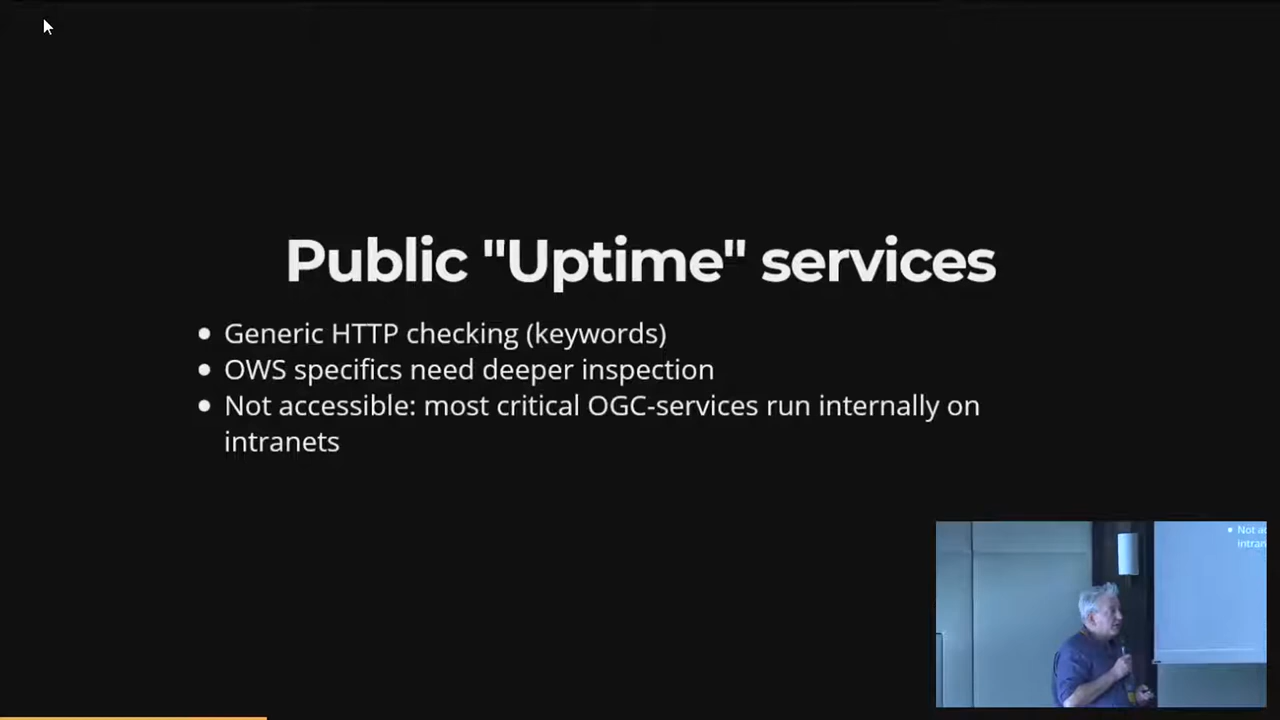 Public "Uptime" services
Generic HTTP checking (keywords)
OWS specifics need deeper inspection
Not accessible: most critical OGC-services run internally on
intranets
Not